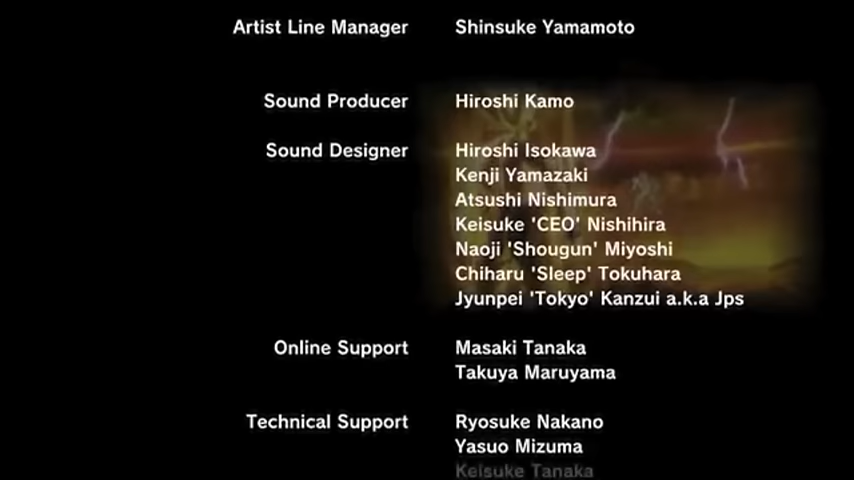 Artist Line Manager Shinsuke Yamamoto
Sound Producer Hiroshi Kamo
Sound Designer Hiroshi Isokawa
Kenji Yamazaki
Atsushi Nishimura
Keisuke 'CEO' Nishihira
Naoji 'Shougun' Miyoshi
Chiharu 'Sleep' Tokuhara
Jyunpei 'Tokyo' Kanzui a.k.a Jps
Online Support Masaki Tanaka
Takuya Maruyama
Technical Support Ryosuke Nakano
Yasuo Mizuma
Keisuke Tanaka